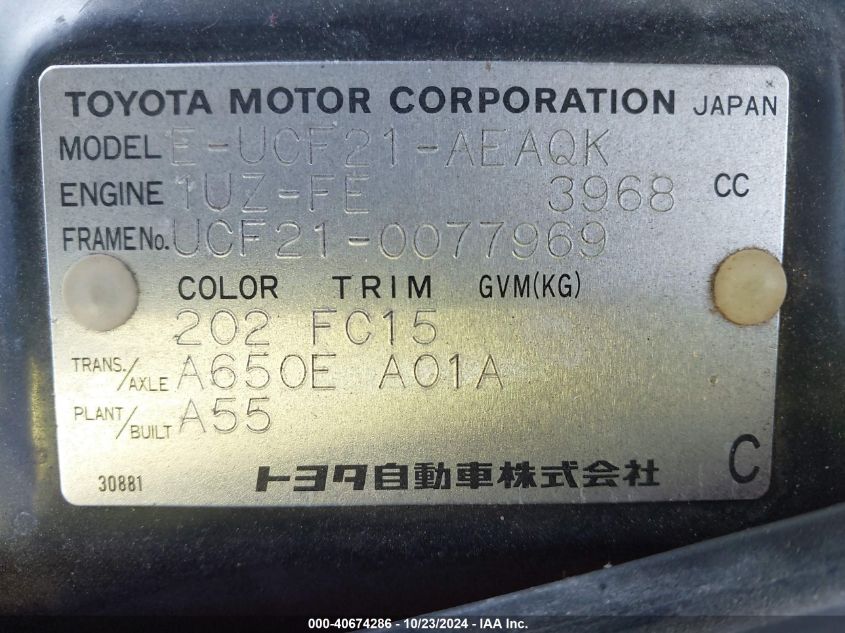 TOYOTA MOTOR CORPORATION JAPAN
MODEL E-UCF21-AEAQK
ENGINE 1UZ-FE 3968 CC
FRAME No. UCF21-0077969
COLOR TRIM GVM(KG)
202 FC15
TRANS./AXLE A650E A01A
PLANT/BUILT A55
30881 トヨタ自動車株式会社 C
000-40674286 - 10/23/2024 - IAA Inc.